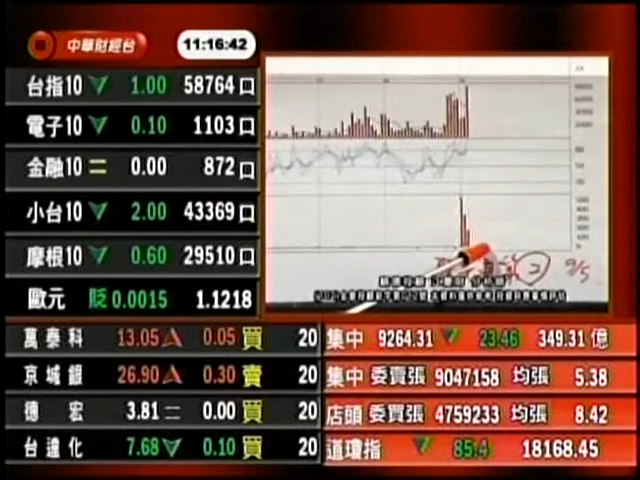 中華財經台 11:16:42
台指10 1.00 58764口
電子10 0.10 1103口
金融10 0.00 872口
小台10 2.00 43369口
摩根10 0.60 29510口
歐元 貶0.0015 1.1218
萬泰科 13.05 0.05 買 20
京城銀 26.90 0.30 賣 20
德宏 3.81 0.00 買 20
台達化 7.68 0.10 買 20
集中 9264.31 23.46 349.31億
集中 委賣張 9047158 均張 5.38
店頭 委買張 4759233 均張 8.42
道瓊指 85.4 18168.45
2 9/5